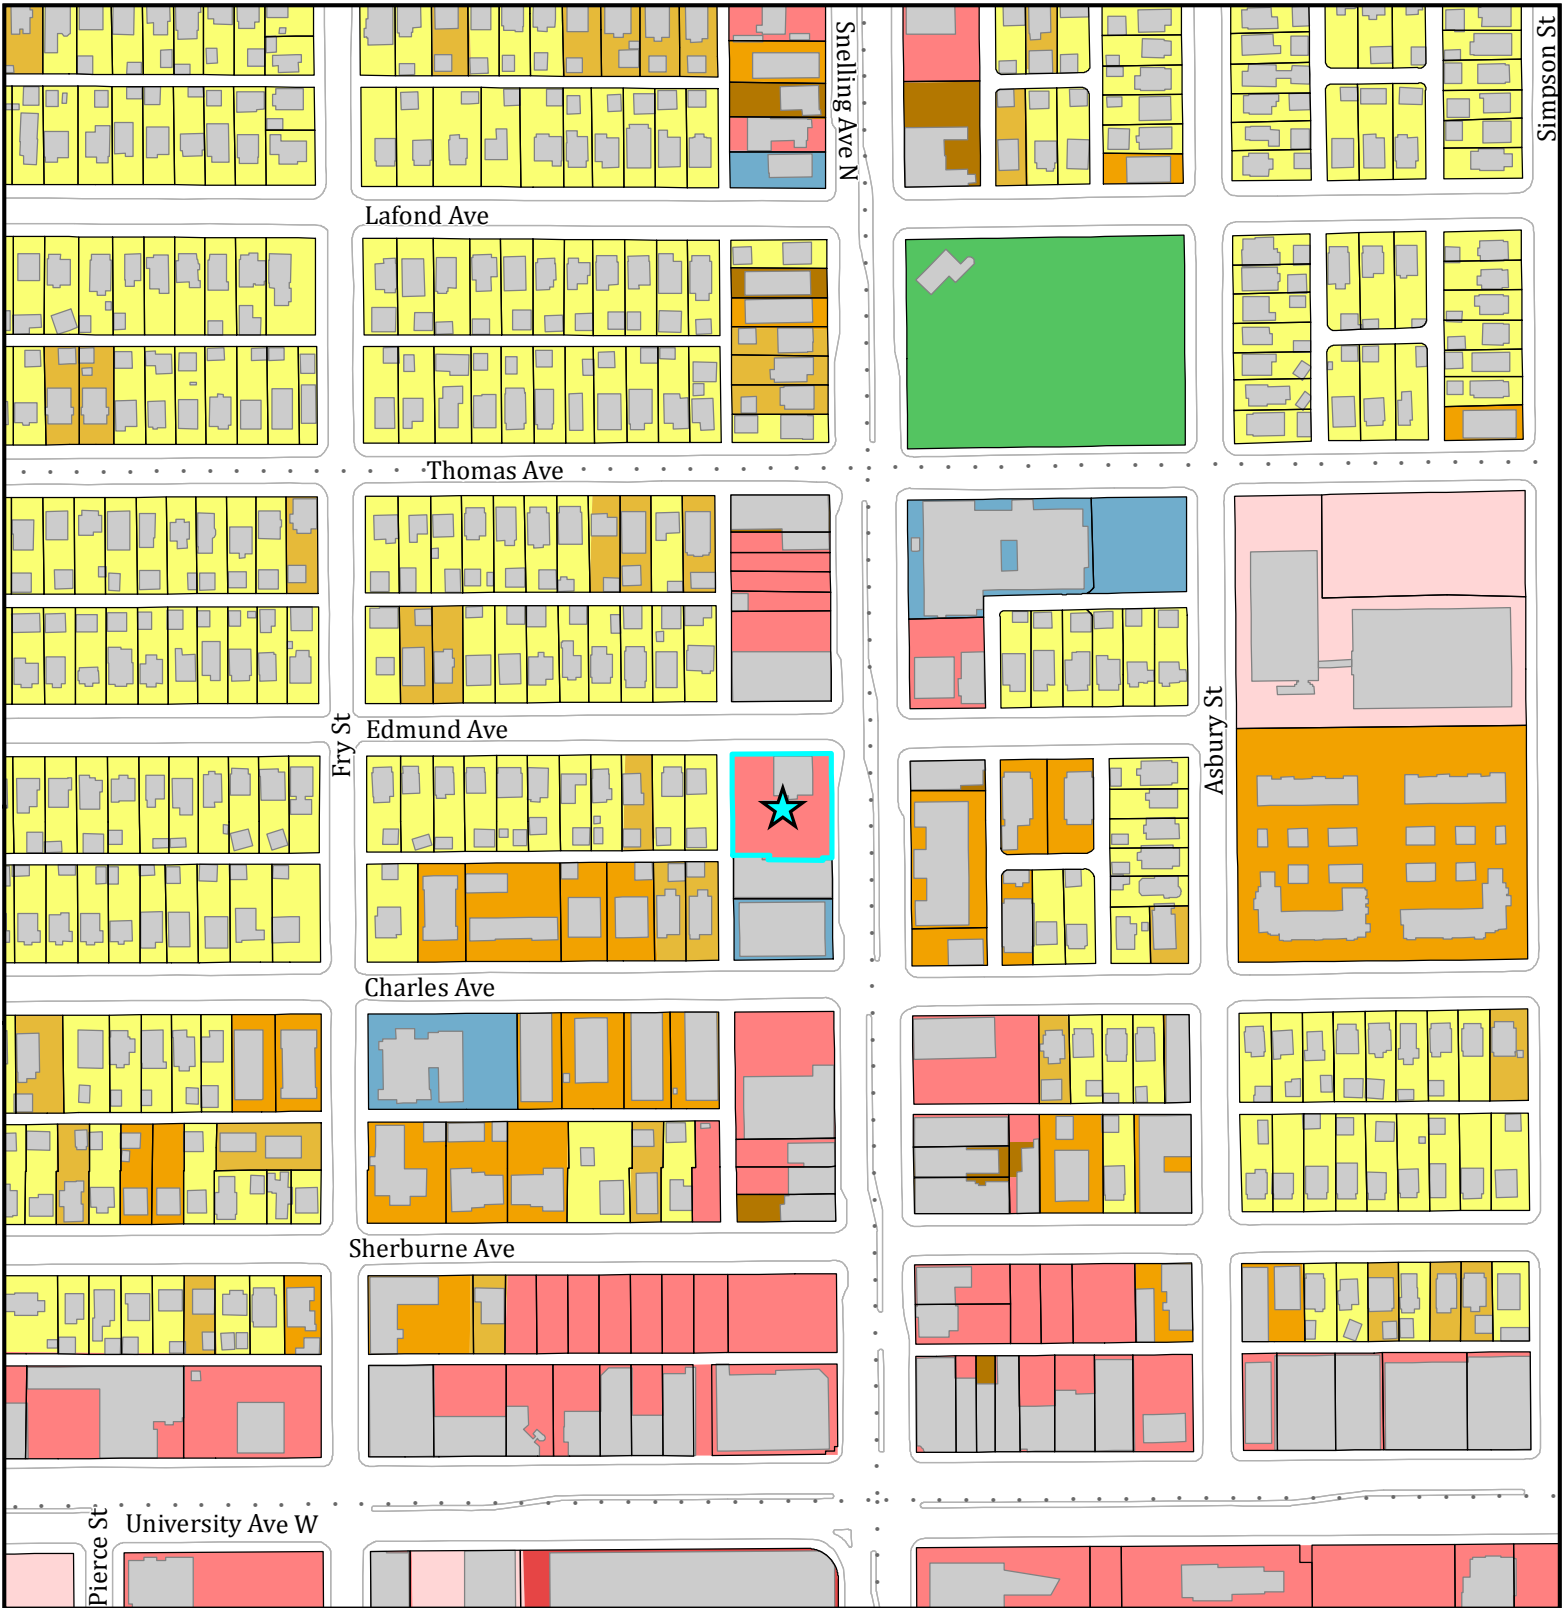 Snelling Ave N
Simpson St
Lafond Ave
Thomas Ave
Fry St
Edmund Ave
Asbury St
Charles Ave
Sherburne Ave
Pierce St
University Ave W